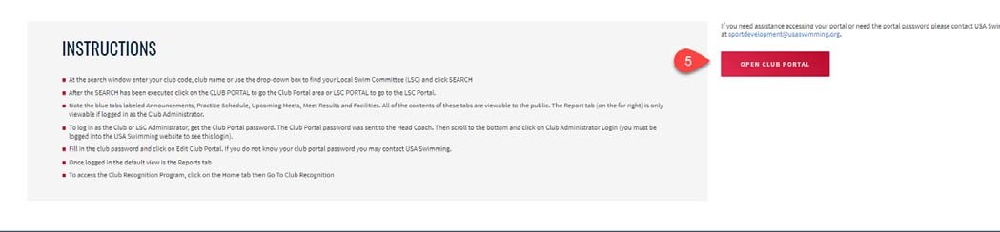 INSTRUCTIONS
At the search window enter your club code, club name or use the drop-down box to find your Local Swim Committee (LSC) and click SEARCH
After the SEARCH has been executed click on the CLUB PORTAL to go the Club Portal area or LSC PORTAL to go to the LSC Portal.
Note the blue tabs labeled Announcements, Practice Schedule, Upcoming Meets, Meet Results and Facilities. All of the contents of these tabs are viewable to the public. The Report tab (on the far right) is only
viewable if logged in as the Club Administrator.
To log in as the Club or LSC Administrator, get the Club Portal password. The Club Portal password was sent to the Head Coach. Then scroll to the bottom and click on Club Administrator Login (you must be
logged into the USA Swimming website to see this login).
Fill in the club password and click on Edit Club Portal. If you do not know your club portal password you may contact USA Swimming.
Once logged in the default view is the Reports tab
To access the Club Recognition Program, click on the Home tab then Go To Club Recognition
If you need assistance accessing your portal or need the portal password please contact USA Swi
at sportdevelopment@usaswimming.org.
5
OPEN CLUB PORTAL